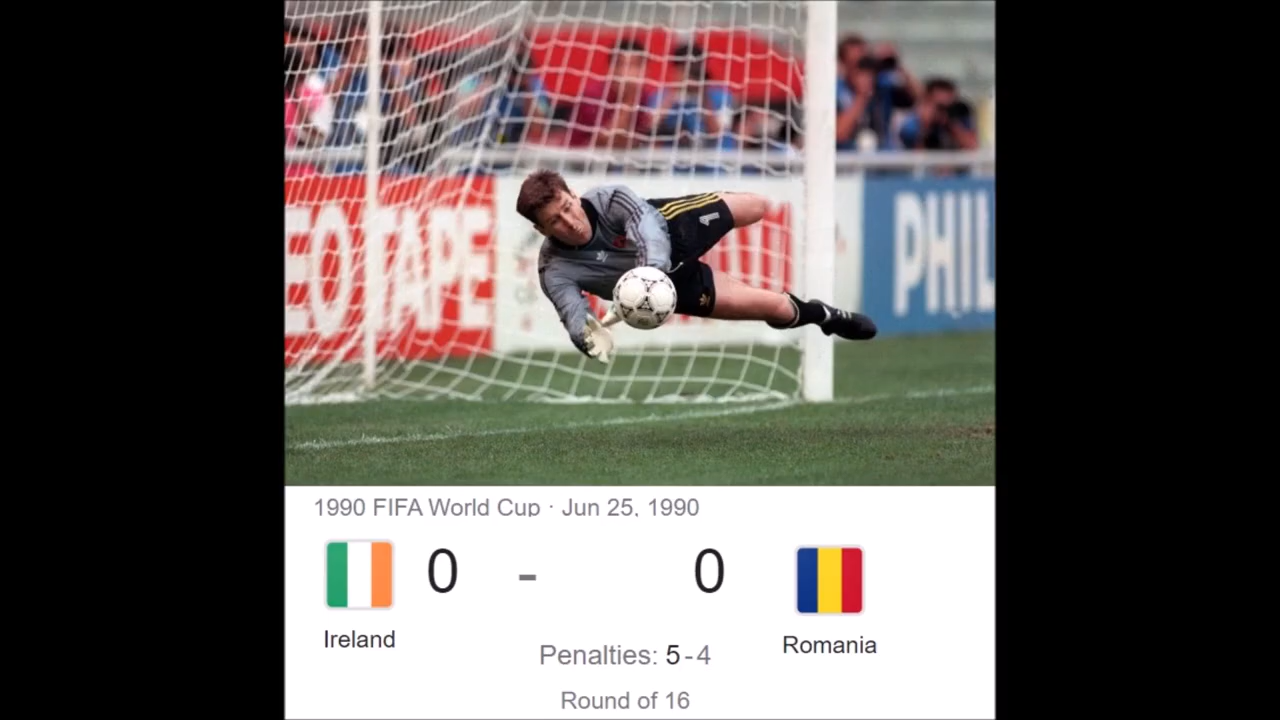 EO TAPE
PHIL
1
1990 FIFA World Cup · Jun 25, 1990
0 - 0
Ireland
Romania
Penalties: 5 - 4
Round of 16